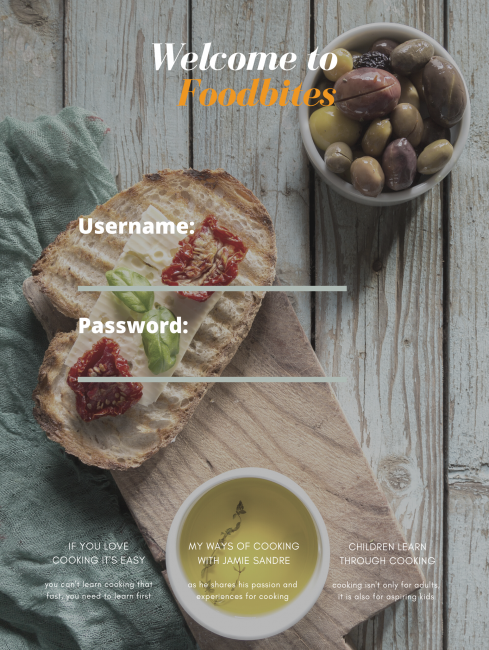 Welcome to
Foodbites
Username:
Password:
IF YOU LOVE
COOKING IT'S EASY
you can't learn cooking that
fast, you need to learn first
MY WAYS OF COOKING
WITH JAMIE SANDRE
as he shares his passion and
experiences for cooking
CHILDREN LEARN
THROUGH COOKING
cooking isn't only for adults,
it is also for aspiring kids